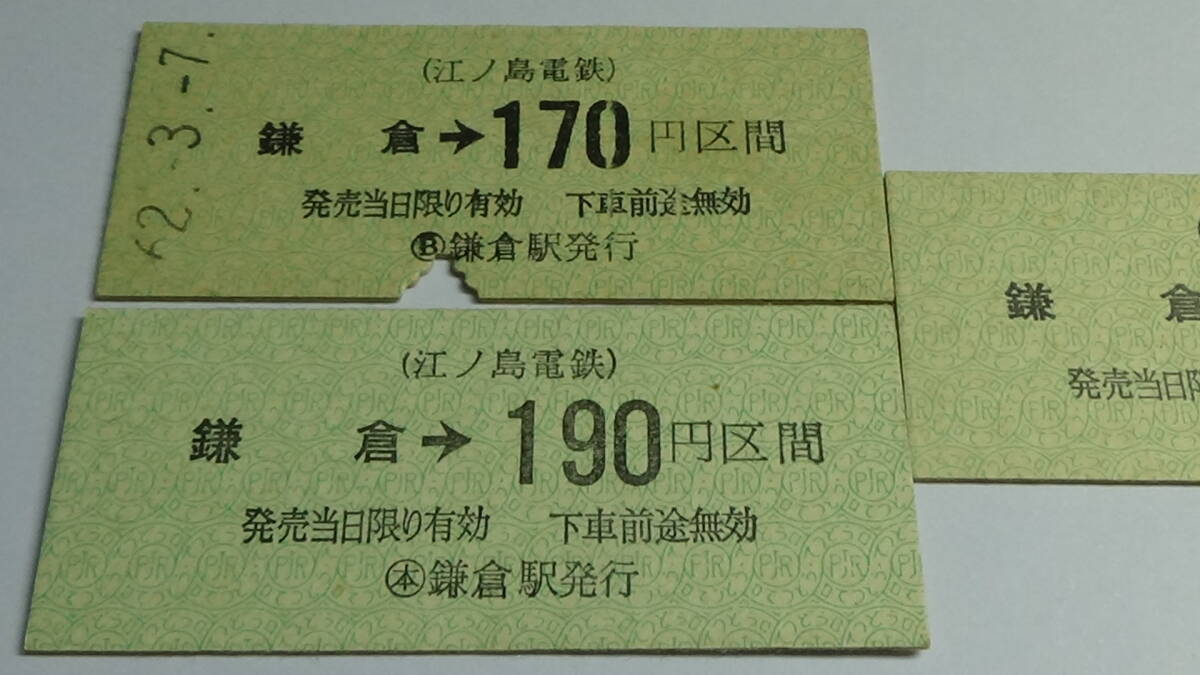 62.-3.-7.
(江ノ島電鉄)
鎌倉→170円区間
発売当日限り有効 下車前途無効
Ⓑ鎌倉駅発行
(江ノ島電鉄)
鎌倉→190円区間
発売当日限り有効 下車前途無効
㊍鎌倉駅発行
鎌倉
発売当日